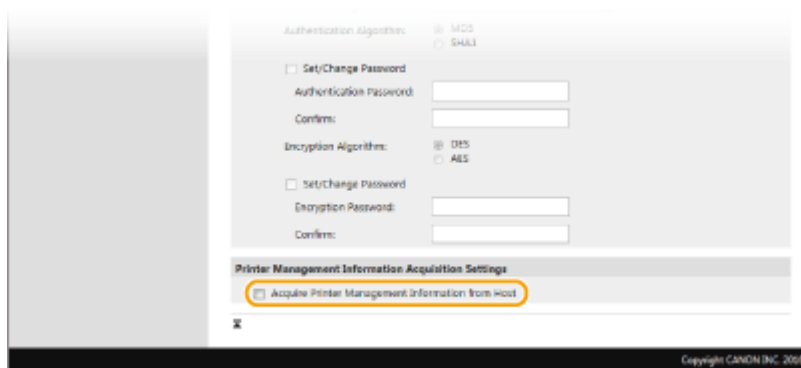 Authentication Algorithm:
MD5
SHA1
Set/Change Password
Authentication Password:
Confirm:
Encryption Algorithm:
DES
AES
Set/Change Password
Encryption Password:
Confirm:
Printer Management Information Acquisition Settings
Acquire Printer Management Information from Host
Copyright CANON INC.